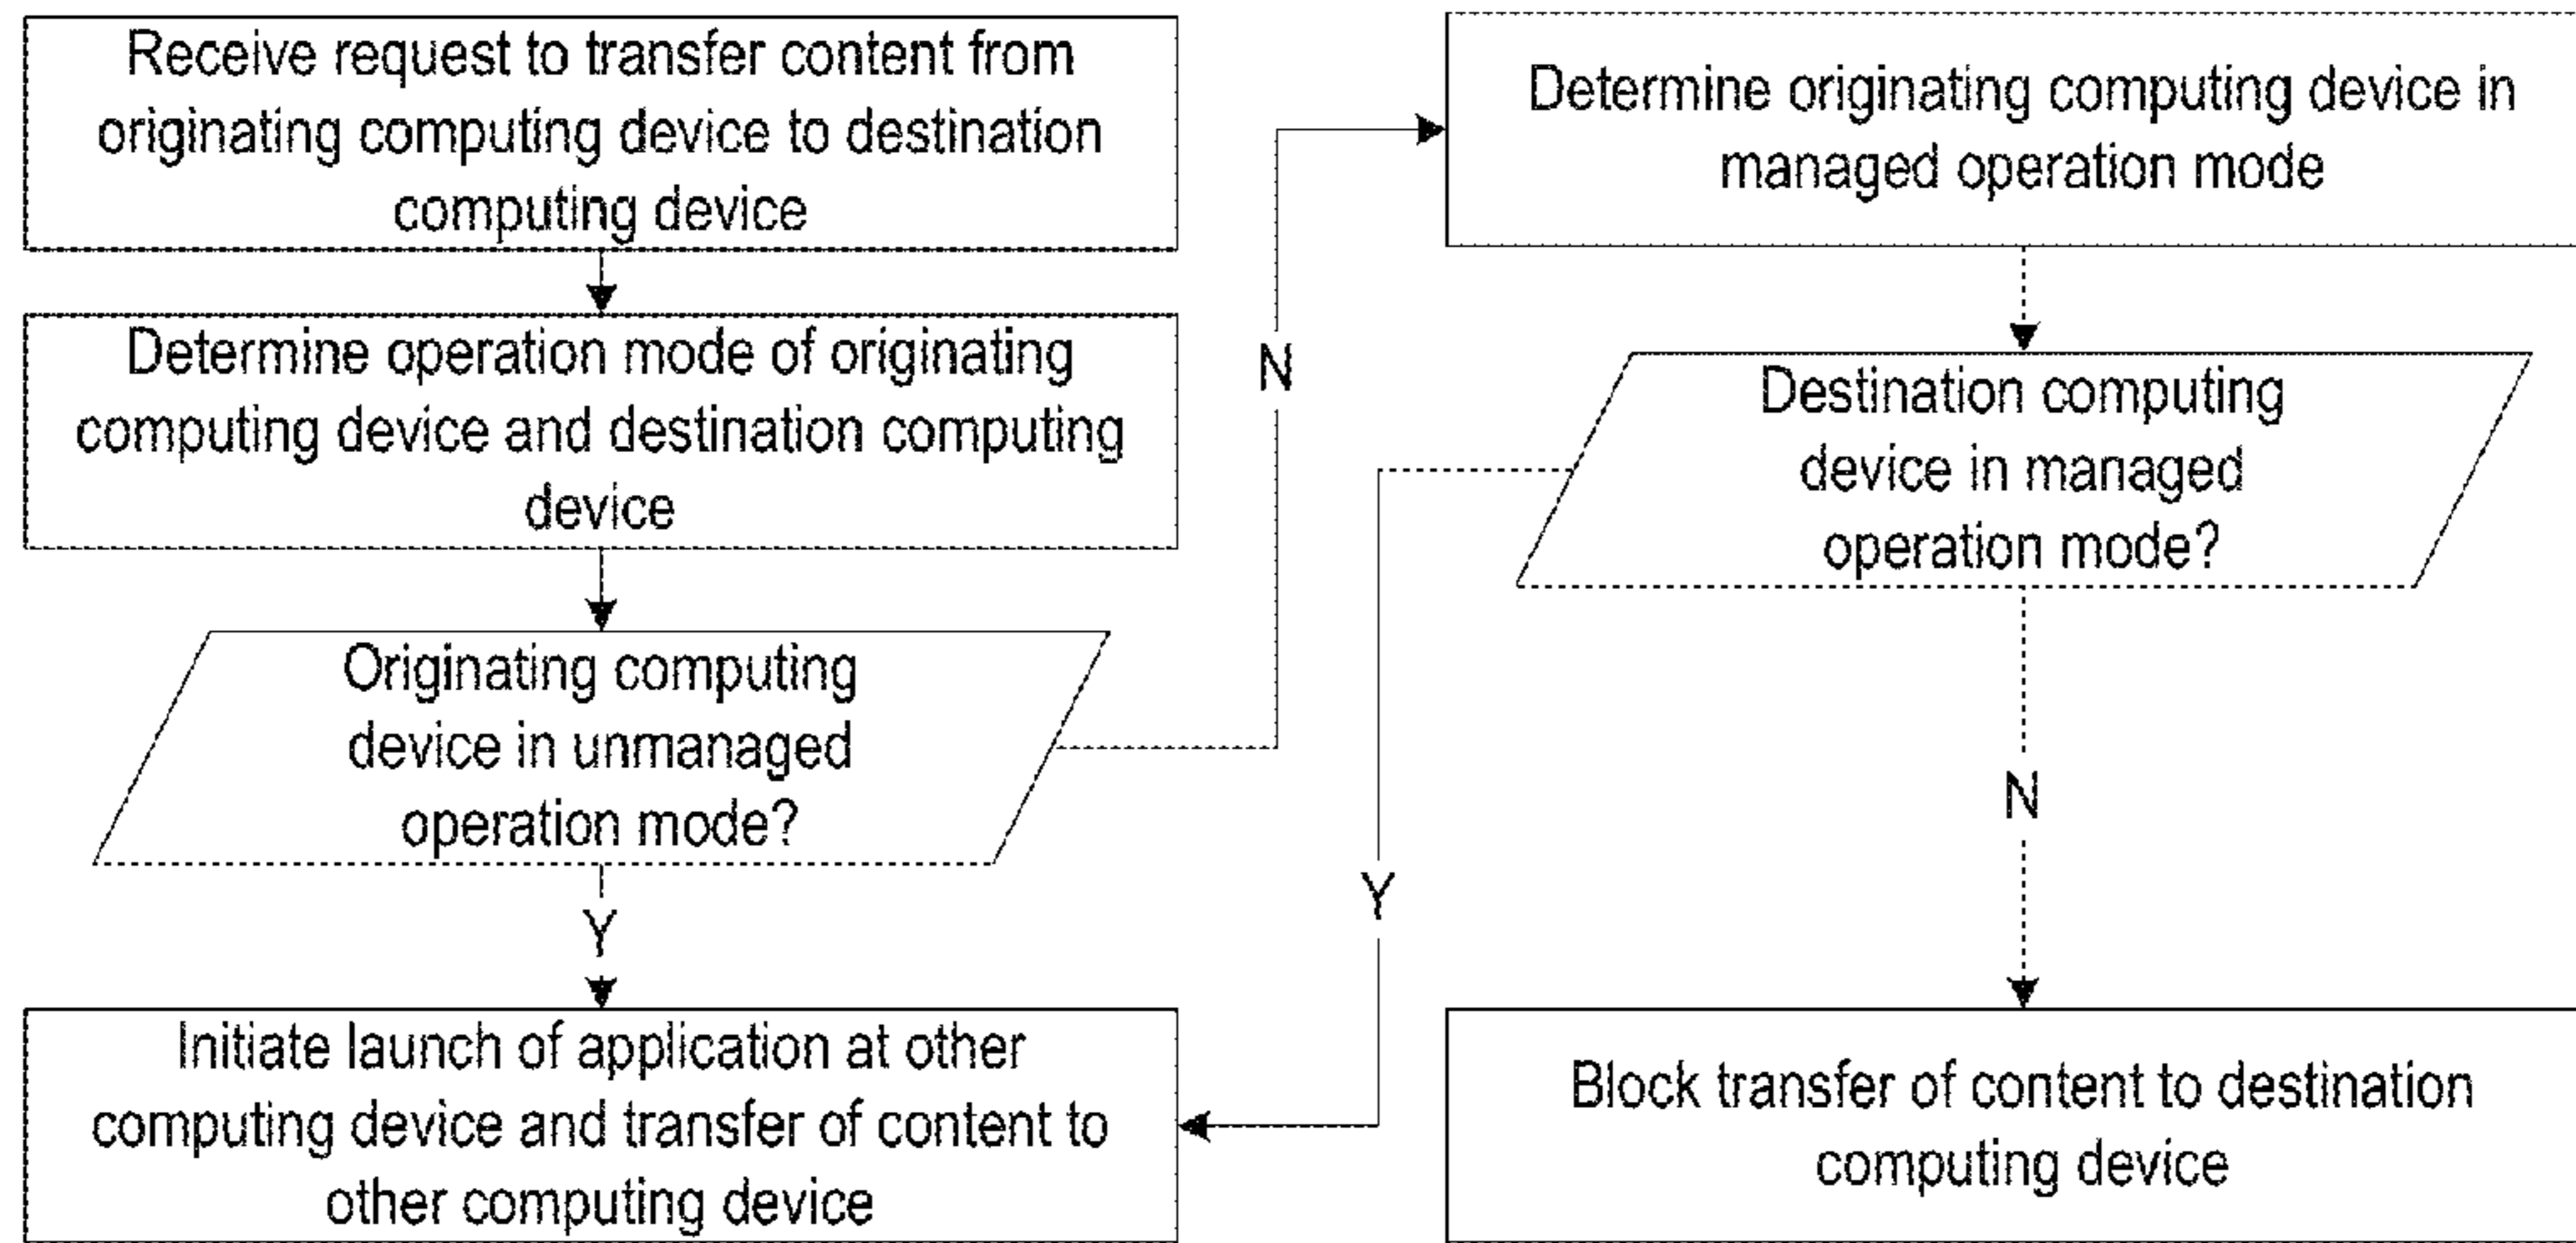 Receive request to transfer content from
originating computing device to destination
computing device
Determine operation mode of originating
computing device and destination computing
device
Originating computing
device in unmanaged
operation mode?
Y
Initiate launch of application at other
computing device and transfer of content to
other computing device
N
Determine originating computing device in
managed operation mode
Destination computing
device in managed
operation mode?
Y
N
Block transfer of content to destination
computing device